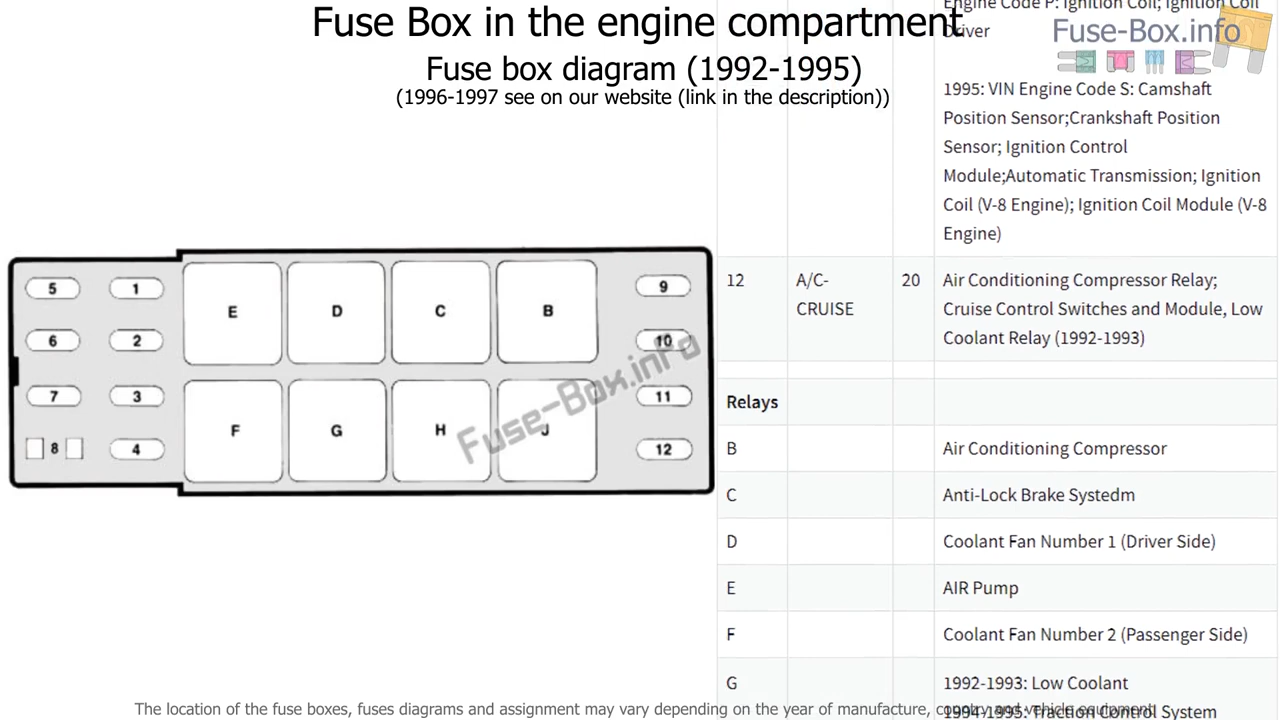 Fuse Box in the engine compartment
Fuse box diagram (1992-1995)
(1996-1997 see on our website (link in the description))
Fuse-Box.info
Engine Code P: Ignition Coil; Ignition Coil
Driver
1995: VIN Engine Code S: Camshaft
Position Sensor;Crankshaft Position
Sensor; Ignition Control
Module;Automatic Transmission; Ignition
Coil (V-8 Engine); Ignition Coil Module (V-8
Engine)
5 1 E D C B 9
6 2 10
7 3 11
8 4 F G H J 12
Fuse-Box.info
12 A/C- 20 Air Conditioning Compressor Relay;
CRUISE Cruise Control Switches and Module, Low
Coolant Relay (1992-1993)
Relays
B Air Conditioning Compressor
C Anti-Lock Brake Systedm
D Coolant Fan Number 1 (Driver Side)
E AIR Pump
F Coolant Fan Number 2 (Passenger Side)
G 1992-1993: Low Coolant
1994-1995: Traction Control System
The location of the fuse boxes, fuses diagrams and assignment may vary depending on the year of manufacture, country and vehicle equipment.